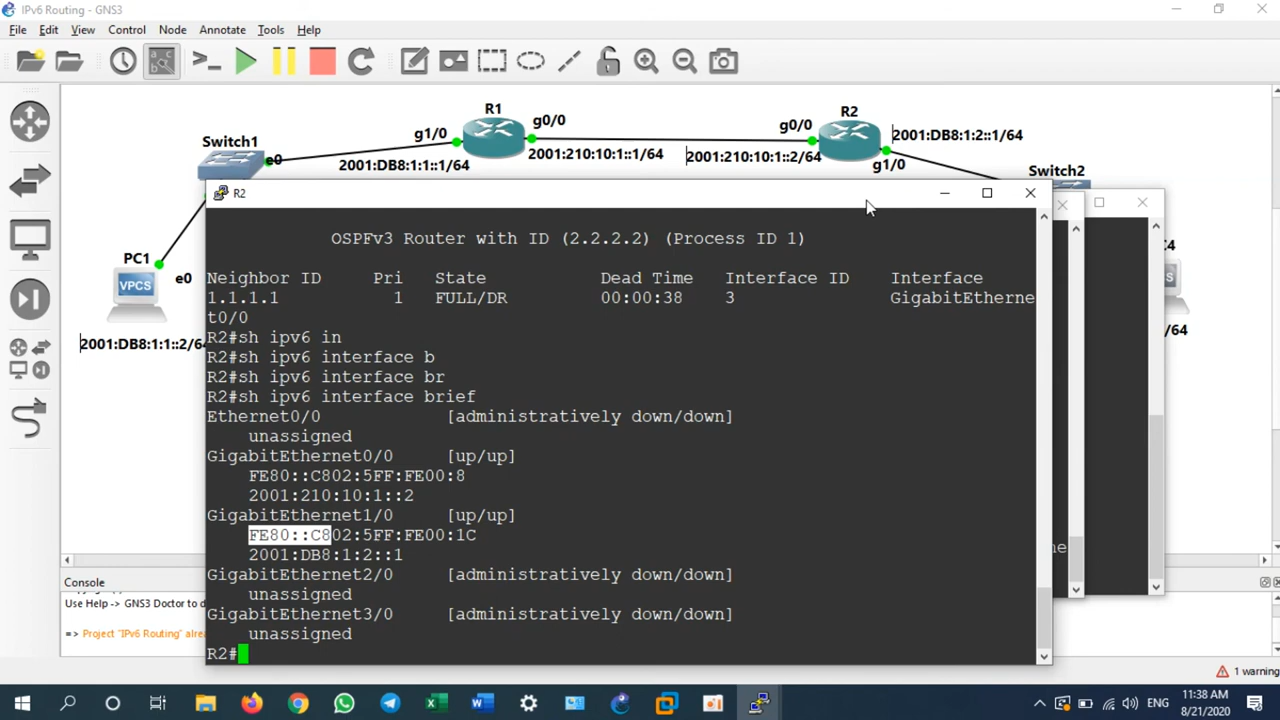 IPv6 Routing - GNS3
File Edit View Control Node Annotate Tools Help
R1
g0/0
g1/0
R2
g0/0
2001:DB8:1:2::1/64
g1/0
Switch1
e0
2001:DB8:1:1::1/64
2001:210:10:1::1/64
2001:210:10:1::2/64
Switch2
PC1
e0
VPCS
2001:DB8:1:1::2/64
C4
/64
R2
OSPFv3 Router with ID (2.2.2.2) (Process ID 1)
Neighbor ID Pri State Dead Time Interface ID Interface
1.1.1.1 1 FULL/DR 00:00:38 3 GigabitEtherne
t0/0
R2#sh ipv6 in
R2#sh ipv6 interface b
R2#sh ipv6 interface br
R2#sh ipv6 interface brief
Ethernet0/0 [administratively down/down]
unassigned
GigabitEthernet0/0 [up/up]
FE80::C802:5FF:FE00:8
2001:210:10:1::2
GigabitEthernet1/0 [up/up]
FE80::C802:5FF:FE00:1C
2001:DB8:1:2::1
GigabitEthernet2/0 [administratively down/down]
unassigned
GigabitEthernet3/0 [administratively down/down]
unassigned
R2#
ne
Console
Use Help -> GNS3 Doctor to d
=> Project "IPv6 Routing" alre
1 warning
ENG
11:38 AM
8/21/2020